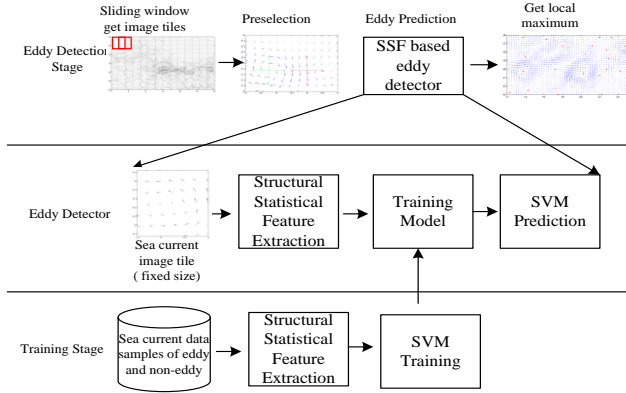 Sliding window
get image tiles
Preselection
Eddy Prediction
Get local
maximum
Eddy Detection
Stage
SSF based
eddy
detector
Eddy Detector
Sea current
image tile
( fixed size)
Structural
Statistical
Feature
Extraction
Training
Model
SVM
Prediction
Training Stage
Sea current data
samples of eddy
and non-eddy
Structural
Statistical
Feature
Extraction
SVM
Training